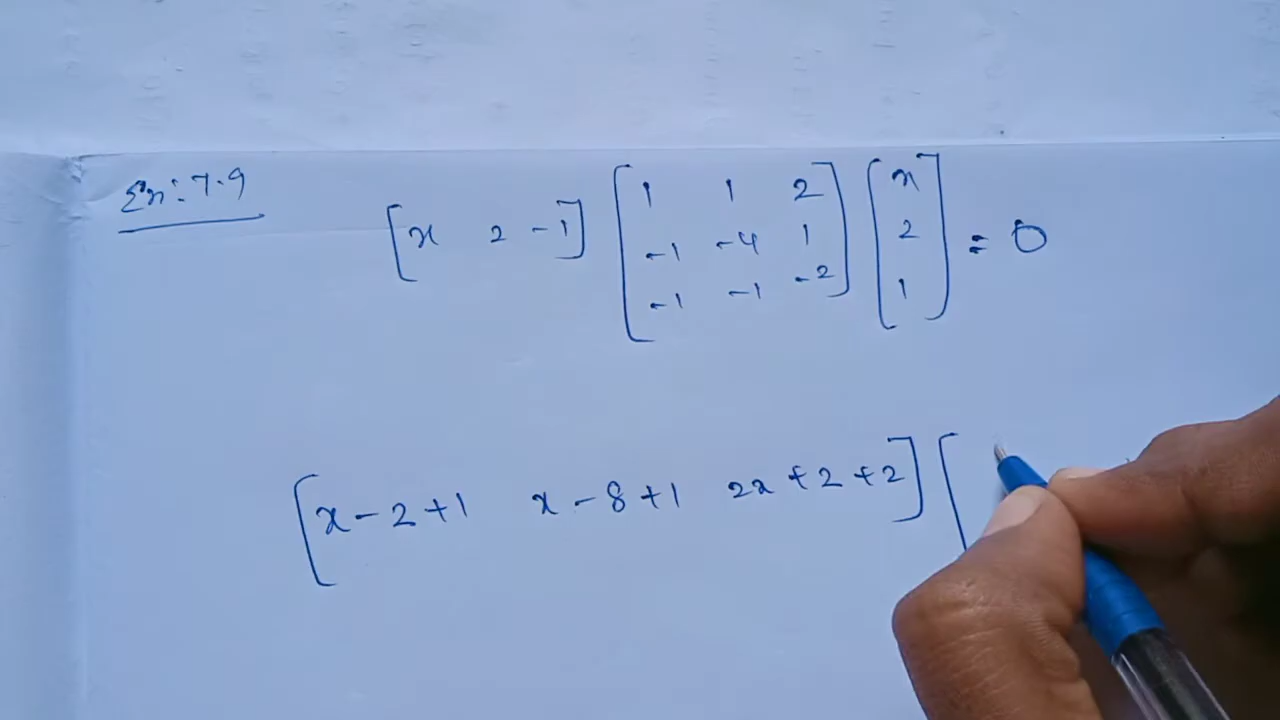 Ex: 7.9
[x 2 -1] [1 1 2 [x
-1 -4 1 2 = 0
-1 -1 -2] 1]
[x - 2 + 1 x - 8 + 1 2x + 2 + 2] [